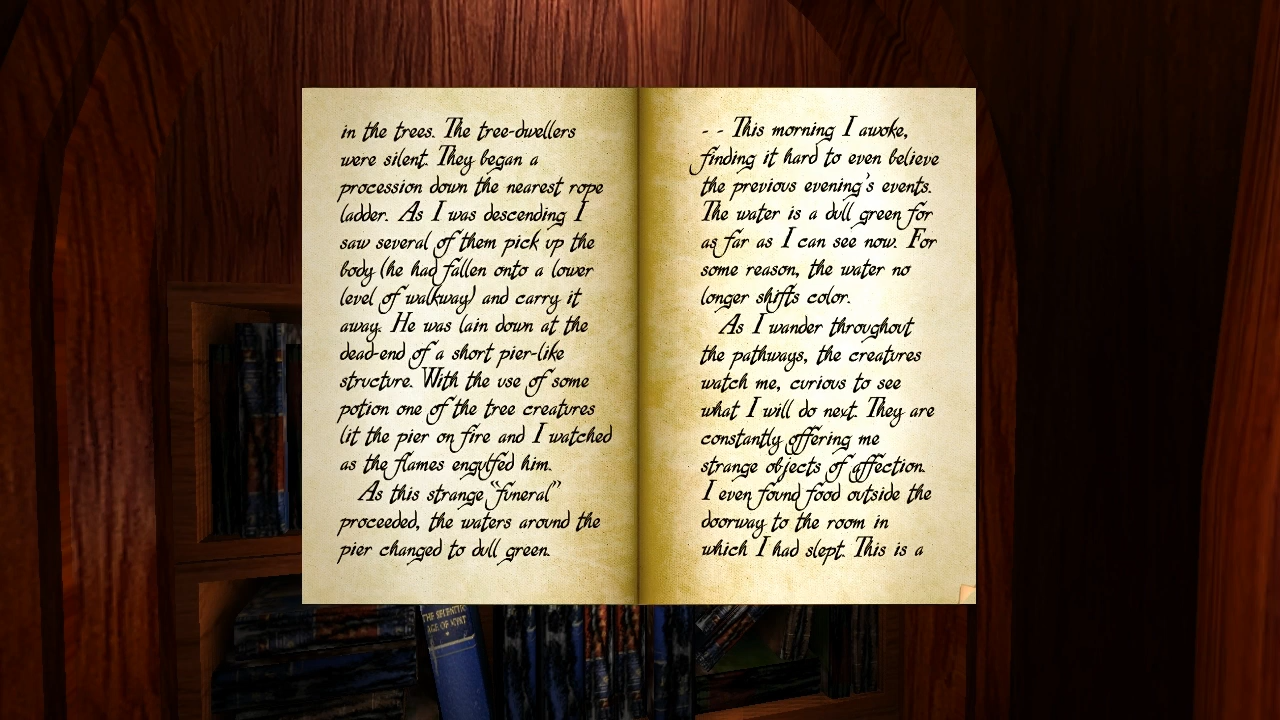 in the trees. The tree-dwellers
were silent. They began a
procession down the nearest rope
ladder. As I was descending I
saw several of them pick up the
body (he had fallen onto a lower
level of walkway) and carry it
away. He was lain down at the
dead-end of a short pier-like
structure. With the use of some
potion one of the tree creatures
lit the pier on fire and I watched
as the flames engulfed him.
As this strange "funeral"
proceeded, the waters around the
pier changed to dull green.
- - This morning I awoke,
finding it hard to even believe
the previous evening's events.
The water is a dull green for
as far as I can see now. For
some reason, the water no
longer shifts color.
As I wander throughout
the pathways, the creatures
watch me, curious to see
what I will do next. They are
constantly offering me
strange objects of affection.
I even found food outside the
doorway to the room in
which I had slept. This is a
AGE OF